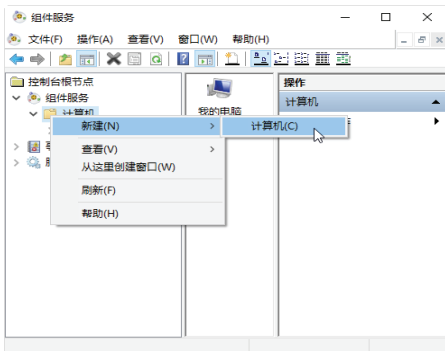 组件服务
文件(F) 操作(A) 查看(V) 窗口(W) 帮助(H)
控制台根节点
组件服务
计算机
我的电脑
操作
计算机
新建(N)
计算机(C)
查看(V)
从这里创建窗口(W)
刷新(F)
帮助(H)